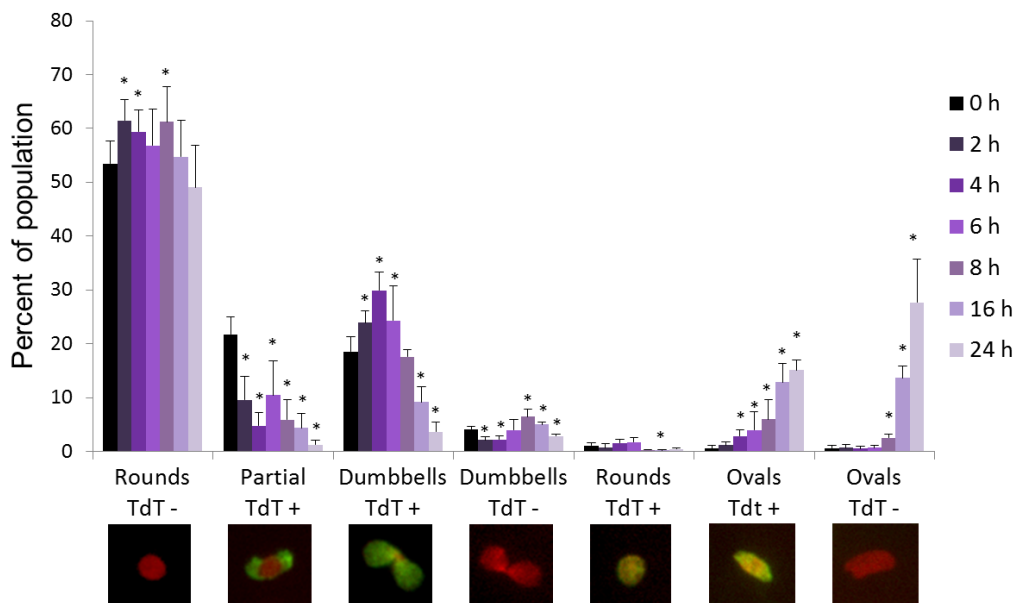 80
70
60
50
40
30
20
10
0
Percent of population
* * *
* * * * * *
* * * * *
* * * * *
*
* * * * *
* * *
0 h
2 h
4 h
6 h
8 h
16 h
24 h
Rounds Partial Dumbbells Dumbbells Rounds Ovals Ovals
TdT - TdT + TdT + TdT - TdT + Tdt + TdT -